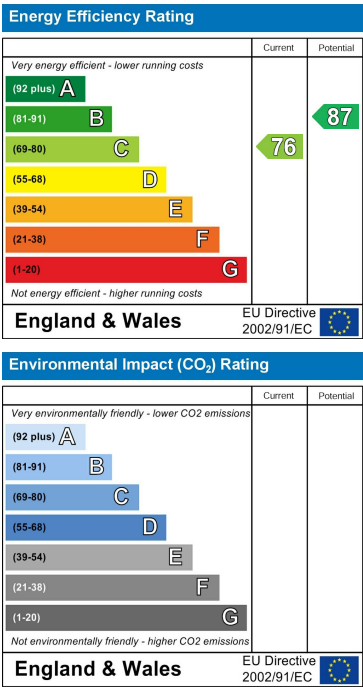 Energy Efficiency Rating
Current Potential
Very energy efficient - lower running costs
(92 plus) A
(81-91) B
(69-80) C
(55-68) D
(39-54) E
(21-38) F
(1-20) G
76
87
Not energy efficient - higher running costs
England & Wales
EU Directive
2002/91/EC
Environmental Impact (CO₂) Rating
Current Potential
Very environmentally friendly - lower CO2 emissions
(92 plus) A
(81-91) B
(69-80) C
(55-68) D
(39-54) E
(21-38) F
(1-20) G
Not environmentally friendly - higher CO2 emissions
England & Wales
EU Directive
2002/91/EC